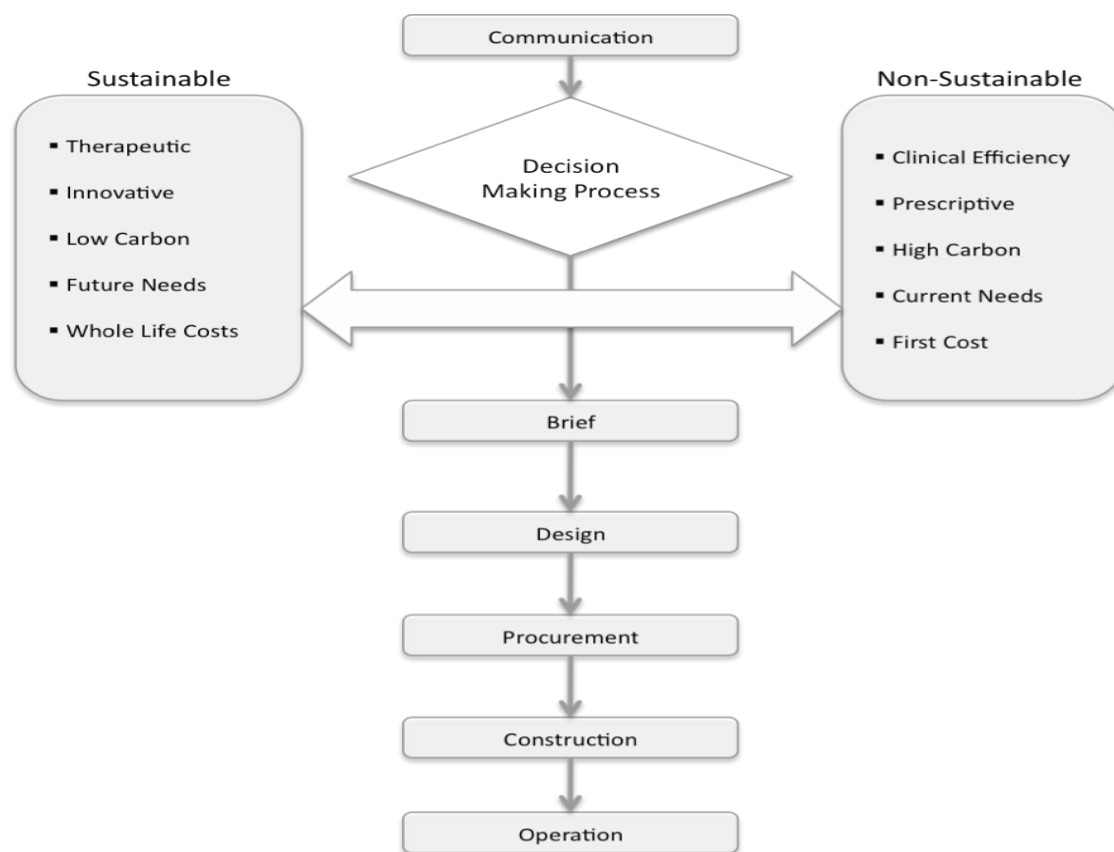 Communication
Sustainable
▪ Therapeutic
▪ Innovative
▪ Low Carbon
▪ Future Needs
▪ Whole Life Costs
Decision
Making Process
Non-Sustainable
▪ Clinical Efficiency
▪ Prescriptive
▪ High Carbon
▪ Current Needs
▪ First Cost
Brief
Design
Procurement
Construction
Operation